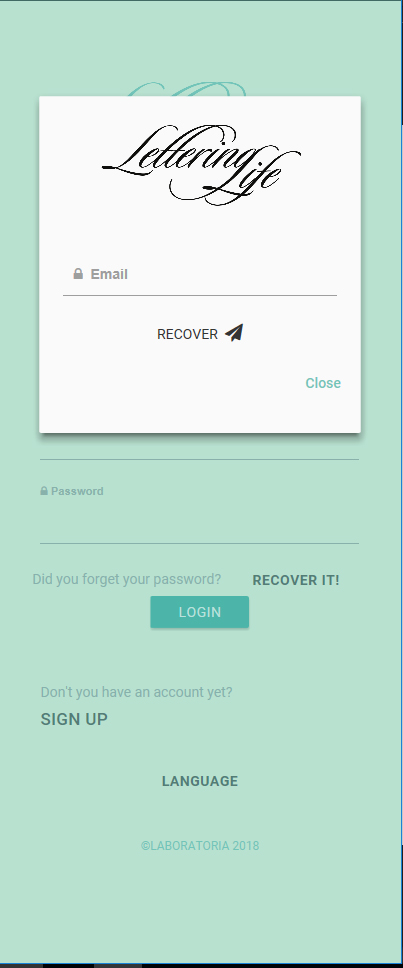 Lettering
Life
Email
RECOVER
Close
Password
Did you forget your password? RECOVER IT!
LOGIN
Don't you have an account yet?
SIGN UP
LANGUAGE
©LABORATORIA 2018